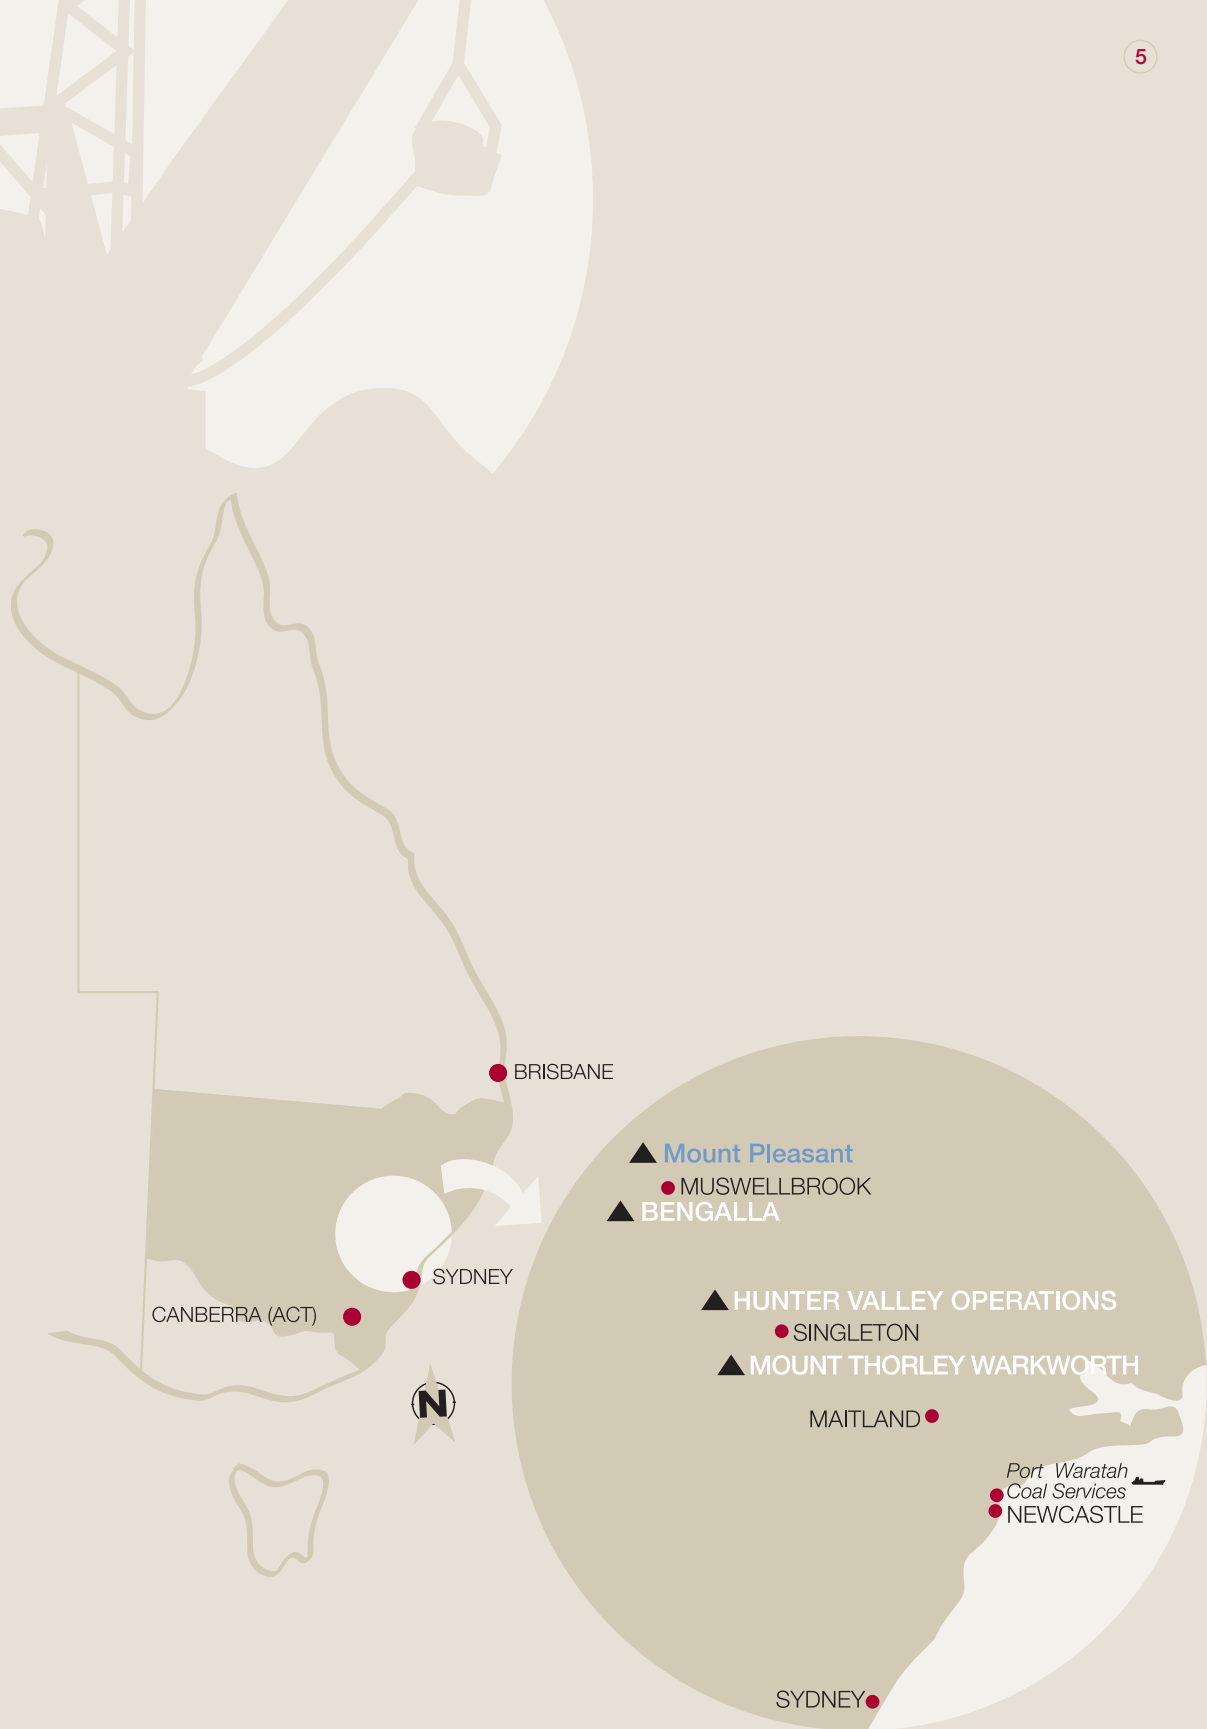 5
BRISBANE
Mount Pleasant
MUSWELLBROOK
BENGALLA
SYDNEY
HUNTER VALLEY OPERATIONS
CANBERRA (ACT)
SINGLETON
MOUNT THORLEY WARKWORTH
N
MAITLAND
Port Waratah
Coal Services
NEWCASTLE
SYDNEY